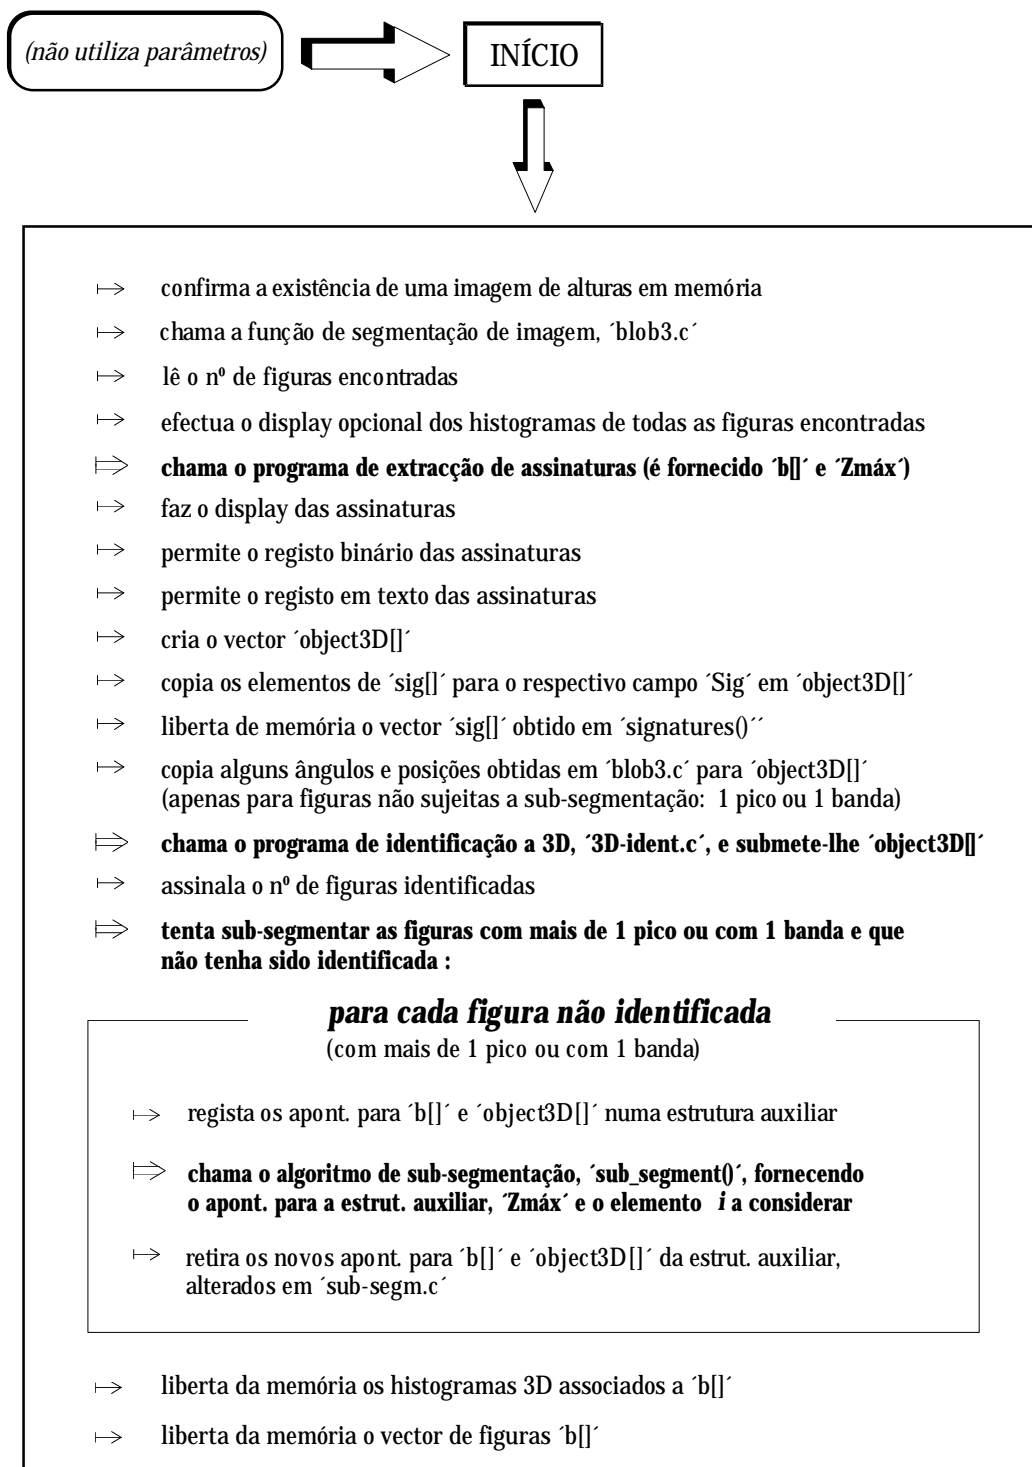 (não utiliza parâmetros)
INÍCIO
confirma a existência de uma imagem de alturas em memória
chama a função de segmentação de imagem, ´blob3.c´
lê o nº de figuras encontradas
efectua o display opcional dos histogramas de todas as figuras encontradas
chama o programa de extracção de assinaturas (é fornecido ´b[]´ e ´Zmáx´)
faz o display das assinaturas
permite o registo binário das assinaturas
permite o registo em texto das assinaturas
cria o vector ´object3D[]´
copia os elementos de ´sig[]´ para o respectivo campo ´Sig´ em ´object3D[]´
liberta de memória o vector ´sig[]´ obtido em ´signatures()´´
copia alguns ângulos e posições obtidas em ´blob3.c´ para ´object3D[]´
(apenas para figuras não sujeitas a sub-segmentação: 1 pico ou 1 banda)
chama o programa de identificação a 3D, ´3D-ident.c´, e submete-lhe ´object3D[]´
assinala o nº de figuras identificadas
tenta sub-segmentar as figuras com mais de 1 pico ou com 1 banda e que
não tenha sido identificada :
para cada figura não identificada
(com mais de 1 pico ou com 1 banda)
regista os apont. para ´b[]´ e ´object3D[]´ numa estrutura auxiliar
chama o algoritmo de sub-segmentação, ´sub_segment()´, fornecendo
o apont. para a estrut. auxiliar, ´Zmáx´ e o elemento i a considerar
retira os novos apont. para ´b[]´ e ´object3D[]´ da estrut. auxiliar,
alterados em ´sub-segm.c´
liberta da memória os histogramas 3D associados a ´b[]´
liberta da memória o vector de figuras ´b[]´